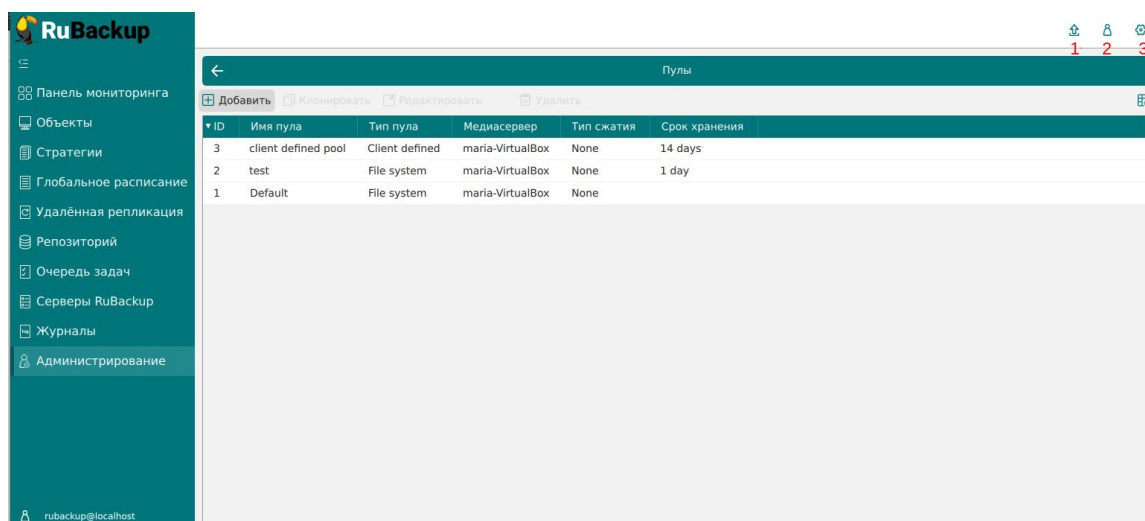 RuBackup
1 2 3
Пулы
Панель мониторинга
Объекты
Стратегии
Глобальное расписание
Удалённая репликация
Репозиторий
Очередь задач
Серверы RuBackup
Журналы
Администрирование
rubackup@localhost
Добавить Клонировать Редактировать Удалить
ID Имя пула Тип пула Медиасервер Тип сжатия Срок хранения
3 client defined pool Client defined maria-VirtualBox None 14 days
2 test File system maria-VirtualBox None 1 day
1 Default File system maria-VirtualBox None